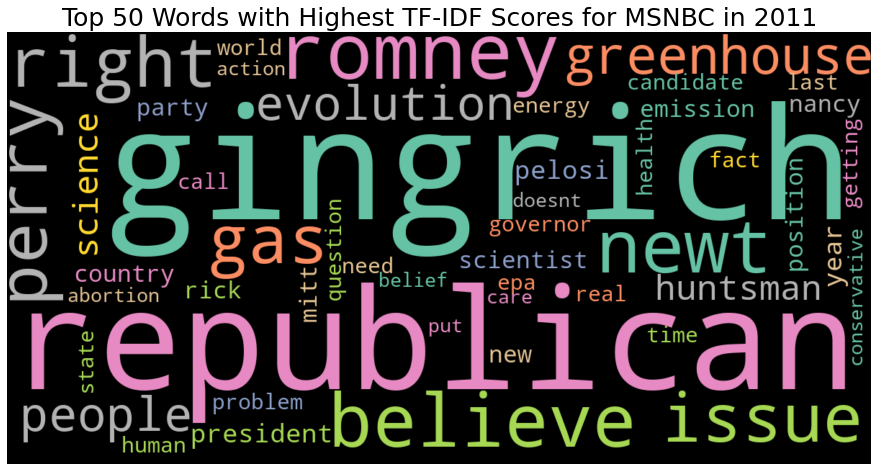 Top 50 Words with Highest TF-IDF Scores for MSNBC in 2011
right
world
action
romney
greenhouse
party
evolution
energy
candidate
emission
last
nancy
perry
science
gingrich
call
pelosi
doesnt
health
fact
getting
gas
question
governor
newt
position
year
country
abortion
rick
mitt
need
belief
scientist
epa
care
real
huntsman
conservative
republican
put
new
time
state
people
problem
human
president
believe
issue